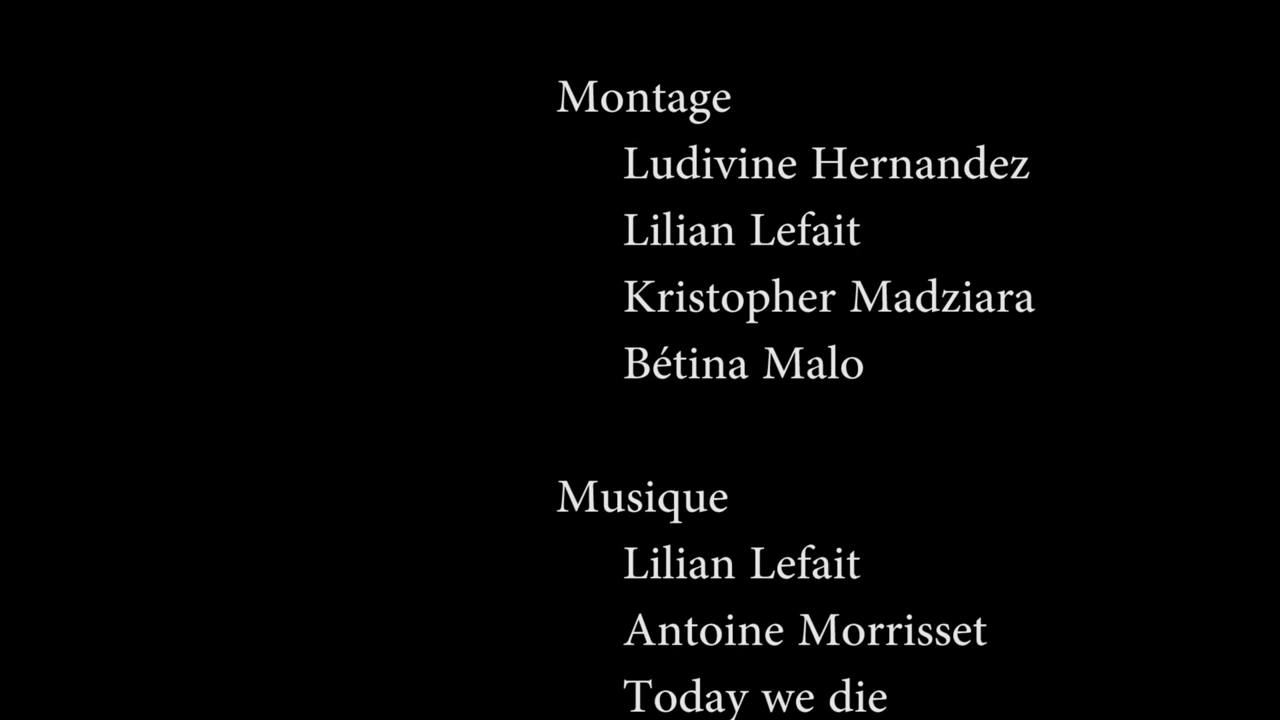 Montage
Ludivine Hernandez
Lilian Lefait
Kristopher Madziara
Bétina Malo
Musique
Lilian Lefait
Antoine Morrisset
Today we die